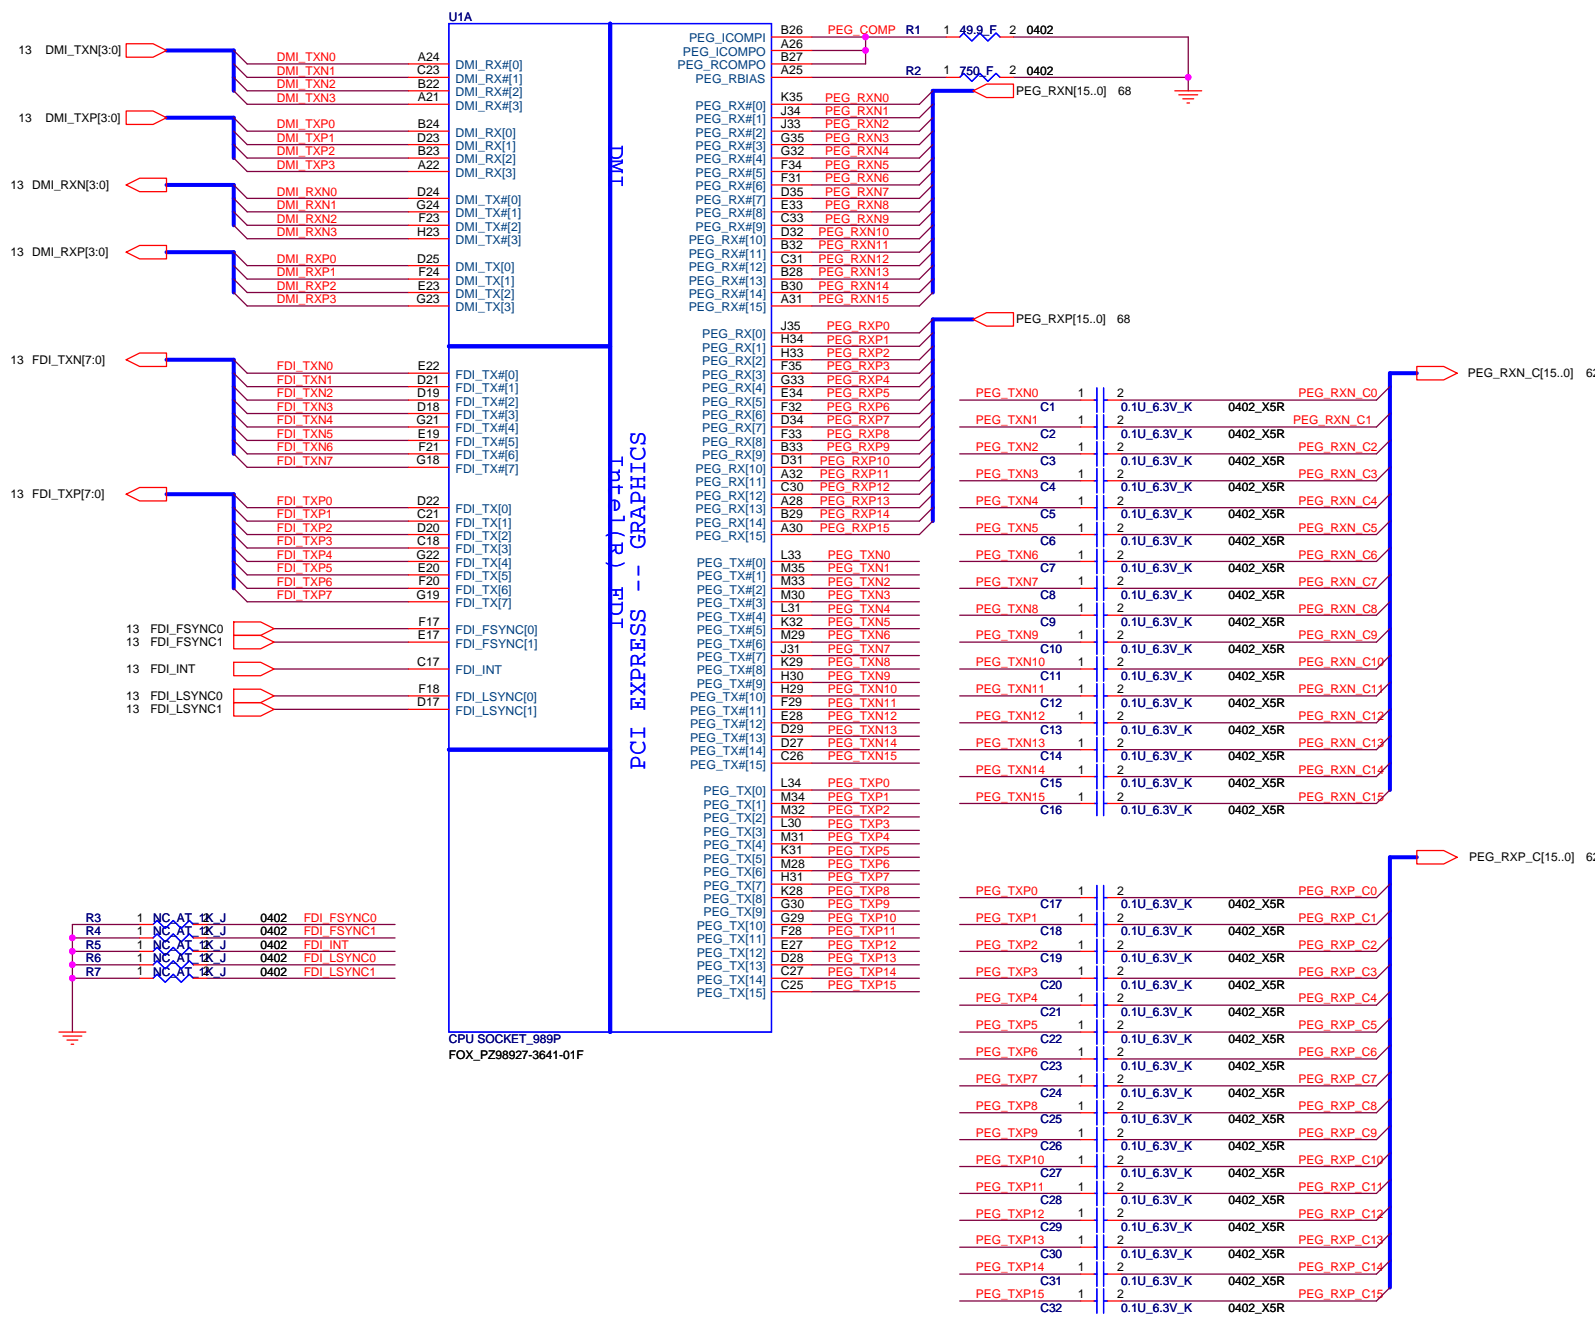 U1A
13 DMI_TXN[3:0]
DMI_TXN0 A24 DMI_RX#[0]
DMI_TXN1 C23 DMI_RX#[1]
DMI_TXN2 B22 DMI_RX#[2]
DMI_TXN3 A21 DMI_RX#[3]
13 DMI_TXP[3:0]
DMI_TXP0 B24 DMI_RX[0]
DMI_TXP1 D23 DMI_RX[1]
DMI_TXP2 B23 DMI_RX[2]
DMI_TXP3 A22 DMI_RX[3]
13 DMI_RXN[3:0]
DMI_RXN0 D24 DMI_TX#[0]
DMI_RXN1 G24 DMI_TX#[1]
DMI_RXN2 F23 DMI_TX#[2]
DMI_RXN3 H23 DMI_TX#[3]
13 DMI_RXP[3:0]
DMI_RXP0 D25 DMI_TX[0]
DMI_RXP1 F24 DMI_TX[1]
DMI_RXP2 E23 DMI_TX[2]
DMI_RXP3 G23 DMI_TX[3]
13 FDI_TXN[7:0]
FDI_TXN0 E22 FDI_TX#[0]
FDI_TXN1 D21 FDI_TX#[1]
FDI_TXN2 D19 FDI_TX#[2]
FDI_TXN3 D18 FDI_TX#[3]
FDI_TXN4 G21 FDI_TX#[4]
FDI_TXN5 E19 FDI_TX#[5]
FDI_TXN6 F21 FDI_TX#[6]
FDI_TXN7 G18 FDI_TX#[7]
13 FDI_TXP[7:0]
FDI_TXP0 D22 FDI_TX[0]
FDI_TXP1 C21 FDI_TX[1]
FDI_TXP2 D20 FDI_TX[2]
FDI_TXP3 C18 FDI_TX[3]
FDI_TXP4 G22 FDI_TX[4]
FDI_TXP5 E20 FDI_TX[5]
FDI_TXP6 F20 FDI_TX[6]
FDI_TXP7 G19 FDI_TX[7]
13 FDI_FSYNC0 F17 FDI_FSYNC[0]
13 FDI_FSYNC1 E17 FDI_FSYNC[1]
13 FDI_INT C17 FDI_INT
13 FDI_LSYNC0 F18 FDI_LSYNC[0]
13 FDI_LSYNC1 D17 FDI_LSYNC[1]
DMI
Intel(R) FDI
PCI EXPRESS -- GRAPHICS
PEG_ICOMPI B26 PEG_COMP R1 1 49.9_F 2 0402
PEG_ICOMPO A26
PEG_RCOMPO B27
PEG_RBIAS A25 R2 1 750_F 2 0402
PEG_RXN[15..0] 68
PEG_RX#[0] K35 PEG_RXN0
PEG_RX#[1] J34 PEG_RXN1
PEG_RX#[2] J33 PEG_RXN2
PEG_RX#[3] G35 PEG_RXN3
PEG_RX#[4] G32 PEG_RXN4
PEG_RX#[5] F34 PEG_RXN5
PEG_RX#[6] F31 PEG_RXN6
PEG_RX#[7] D35 PEG_RXN7
PEG_RX#[8] E33 PEG_RXN8
PEG_RX#[9] C33 PEG_RXN9
PEG_RX#[10] D32 PEG_RXN10
PEG_RX#[11] B32 PEG_RXN11
PEG_RX#[12] C31 PEG_RXN12
PEG_RX#[13] B28 PEG_RXN13
PEG_RX#[14] B30 PEG_RXN14
PEG_RX#[15] A31 PEG_RXN15
PEG_RXP[15..0] 68
PEG_RX[0] J35 PEG_RXP0
PEG_RX[1] H34 PEG_RXP1
PEG_RX[2] H33 PEG_RXP2
PEG_RX[3] F35 PEG_RXP3
PEG_RX[4] G33 PEG_RXP4
PEG_RX[5] E34 PEG_RXP5
PEG_RX[6] F32 PEG_RXP6
PEG_RX[7] D34 PEG_RXP7
PEG_RX[8] F33 PEG_RXP8
PEG_RX[9] B33 PEG_RXP9
PEG_RX[10] D31 PEG_RXP10
PEG_RX[11] A32 PEG_RXP11
PEG_RX[12] C30 PEG_RXP12
PEG_RX[13] A28 PEG_RXP13
PEG_RX[14] B29 PEG_RXP14
PEG_RX[15] A30 PEG_RXP15
PEG_TX#[0] L33 PEG_TXN0
PEG_TX#[1] M35 PEG_TXN1
PEG_TX#[2] M33 PEG_TXN2
PEG_TX#[3] M30 PEG_TXN3
PEG_TX#[4] L31 PEG_TXN4
PEG_TX#[5] K32 PEG_TXN5
PEG_TX#[6] M29 PEG_TXN6
PEG_TX#[7] J31 PEG_TXN7
PEG_TX#[8] K29 PEG_TXN8
PEG_TX#[9] H30 PEG_TXN9
PEG_TX#[10] H29 PEG_TXN10
PEG_TX#[11] F29 PEG_TXN11
PEG_TX#[12] E28 PEG_TXN12
PEG_TX#[13] D29 PEG_TXN13
PEG_TX#[14] D27 PEG_TXN14
PEG_TX#[15] C26 PEG_TXN15
PEG_TX[0] L34 PEG_TXP0
PEG_TX[1] M34 PEG_TXP1
PEG_TX[2] M32 PEG_TXP2
PEG_TX[3] L30 PEG_TXP3
PEG_TX[4] M31 PEG_TXP4
PEG_TX[5] K31 PEG_TXP5
PEG_TX[6] M28 PEG_TXP6
PEG_TX[7] H31 PEG_TXP7
PEG_TX[8] K28 PEG_TXP8
PEG_TX[9] G30 PEG_TXP9
PEG_TX[10] G29 PEG_TXP10
PEG_TX[11] F28 PEG_TXP11
PEG_TX[12] E27 PEG_TXP12
PEG_TX[13] D28 PEG_TXP13
PEG_TX[14] C27 PEG_TXP14
PEG_TX[15] C25 PEG_TXP15
CPU SOCKET_989P
FOX_PZ98927-3641-01F
R3 1 NC_AT_1K_J 2 0402 FDI_FSYNC0
R4 1 NC_AT_1K_J 2 0402 FDI_FSYNC1
R5 1 NC_AT_1K_J 2 0402 FDI_INT
R6 1 NC_AT_1K_J 2 0402 FDI_LSYNC0
R7 1 NC_AT_1K_J 2 0402 FDI_LSYNC1
PEG_RXN_C[15..0] 62
PEG_TXN0 1 2 PEG_RXN_C0
C1 0.1U_6.3V_K 0402_X5R
PEG_TXN1 1 2 PEG_RXN_C1
C2 0.1U_6.3V_K 0402_X5R
PEG_TXN2 1 2 PEG_RXN_C2
C3 0.1U_6.3V_K 0402_X5R
PEG_TXN3 1 2 PEG_RXN_C3
C4 0.1U_6.3V_K 0402_X5R
PEG_TXN4 1 2 PEG_RXN_C4
C5 0.1U_6.3V_K 0402_X5R
PEG_TXN5 1 2 PEG_RXN_C5
C6 0.1U_6.3V_K 0402_X5R
PEG_TXN6 1 2 PEG_RXN_C6
C7 0.1U_6.3V_K 0402_X5R
PEG_TXN7 1 2 PEG_RXN_C7
C8 0.1U_6.3V_K 0402_X5R
PEG_TXN8 1 2 PEG_RXN_C8
C9 0.1U_6.3V_K 0402_X5R
PEG_TXN9 1 2 PEG_RXN_C9
C10 0.1U_6.3V_K 0402_X5R
PEG_TXN10 1 2 PEG_RXN_C10
C11 0.1U_6.3V_K 0402_X5R
PEG_TXN11 1 2 PEG_RXN_C11
C12 0.1U_6.3V_K 0402_X5R
PEG_TXN12 1 2 PEG_RXN_C12
C13 0.1U_6.3V_K 0402_X5R
PEG_TXN13 1 2 PEG_RXN_C13
C14 0.1U_6.3V_K 0402_X5R
PEG_TXN14 1 2 PEG_RXN_C14
C15 0.1U_6.3V_K 0402_X5R
PEG_TXN15 1 2 PEG_RXN_C15
C16 0.1U_6.3V_K 0402_X5R
PEG_RXP_C[15..0] 62
PEG_TXP0 1 2 PEG_RXP_C0
C17 0.1U_6.3V_K 0402_X5R
PEG_TXP1 1 2 PEG_RXP_C1
C18 0.1U_6.3V_K 0402_X5R
PEG_TXP2 1 2 PEG_RXP_C2
C19 0.1U_6.3V_K 0402_X5R
PEG_TXP3 1 2 PEG_RXP_C3
C20 0.1U_6.3V_K 0402_X5R
PEG_TXP4 1 2 PEG_RXP_C4
C21 0.1U_6.3V_K 0402_X5R
PEG_TXP5 1 2 PEG_RXP_C5
C22 0.1U_6.3V_K 0402_X5R
PEG_TXP6 1 2 PEG_RXP_C6
C23 0.1U_6.3V_K 0402_X5R
PEG_TXP7 1 2 PEG_RXP_C7
C24 0.1U_6.3V_K 0402_X5R
PEG_TXP8 1 2 PEG_RXP_C8
C25 0.1U_6.3V_K 0402_X5R
PEG_TXP9 1 2 PEG_RXP_C9
C26 0.1U_6.3V_K 0402_X5R
PEG_TXP10 1 2 PEG_RXP_C10
C27 0.1U_6.3V_K 0402_X5R
PEG_TXP11 1 2 PEG_RXP_C11
C28 0.1U_6.3V_K 0402_X5R
PEG_TXP12 1 2 PEG_RXP_C12
C29 0.1U_6.3V_K 0402_X5R
PEG_TXP13 1 2 PEG_RXP_C13
C30 0.1U_6.3V_K 0402_X5R
PEG_TXP14 1 2 PEG_RXP_C14
C31 0.1U_6.3V_K 0402_X5R
PEG_TXP15 1 2 PEG_RXP_C15
C32 0.1U_6.3V_K 0402_X5R